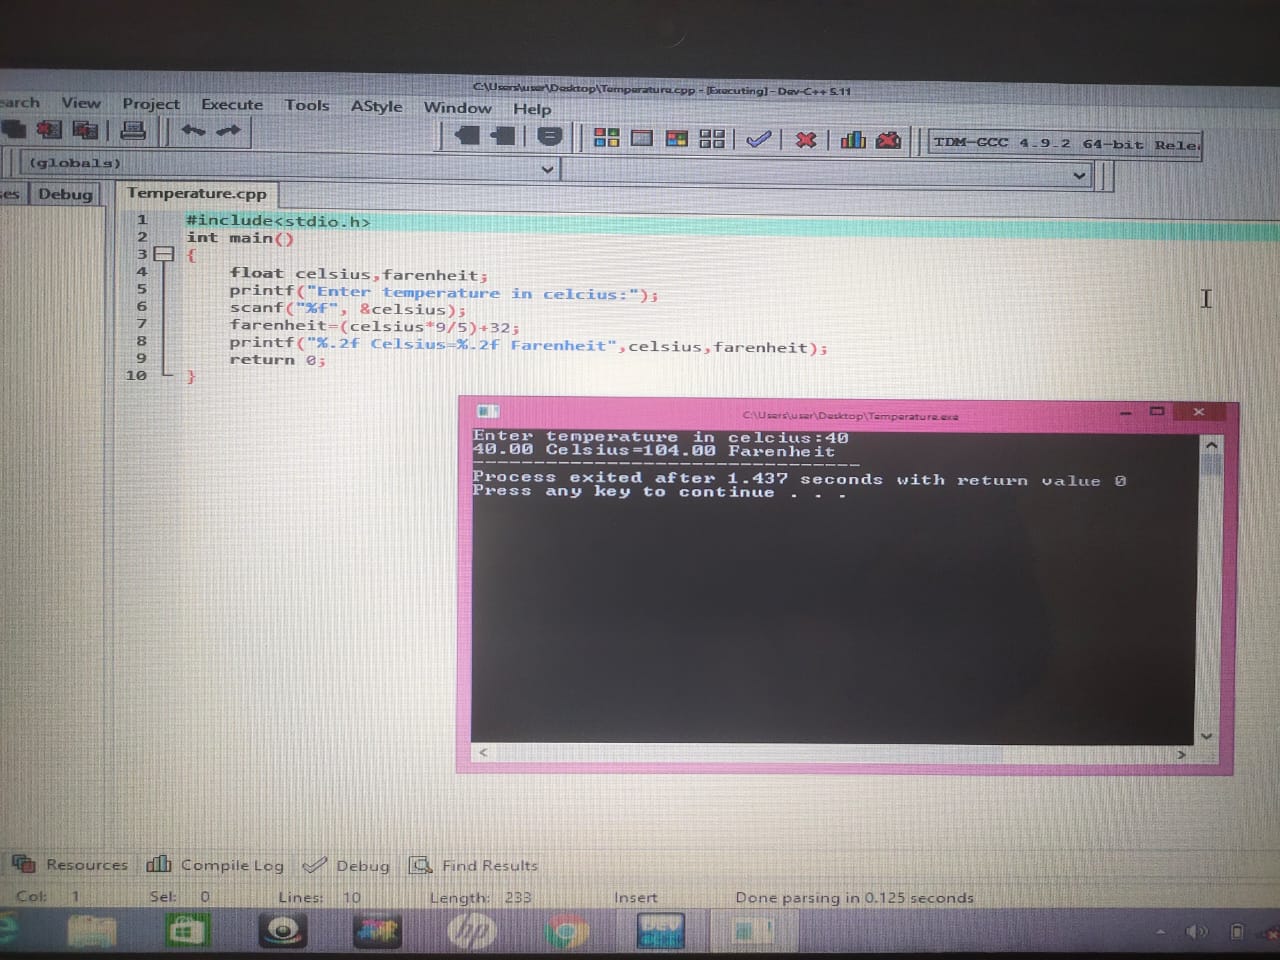 C:\Users\user\Desktop\Temperature.cpp - [Executing] - Dev-C++ 5.11
earch View Project Execute Tools AStyle Window Help
TDM-GCC 4.9.2 64-bit Rele
(globals)
es Debug Temperature.cpp
1 #include<stdio.h>
2 int main()
3 {
4 float celsius,farenheit;
5 printf("Enter temperature in celcius:");
6 scanf("%f", &celsius);
7 farenheit=(celsius*9/5)+32;
8 printf("%.2f Celsius=%.2f Farenheit",celsius,farenheit);
9 return 0;
10 }
C:\Users\user\Desktop\Temperature.exe
Enter temperature in celcius:40
40.00 Celsius=104.00 Farenheit
--------------------------------
Process exited after 1.437 seconds with return value 0
Press any key to continue . . .
Resources Compile Log Debug Find Results
Col: 1 Sel: 0 Lines: 10 Length: 233 Insert Done parsing in 0.125 seconds
hp DEV